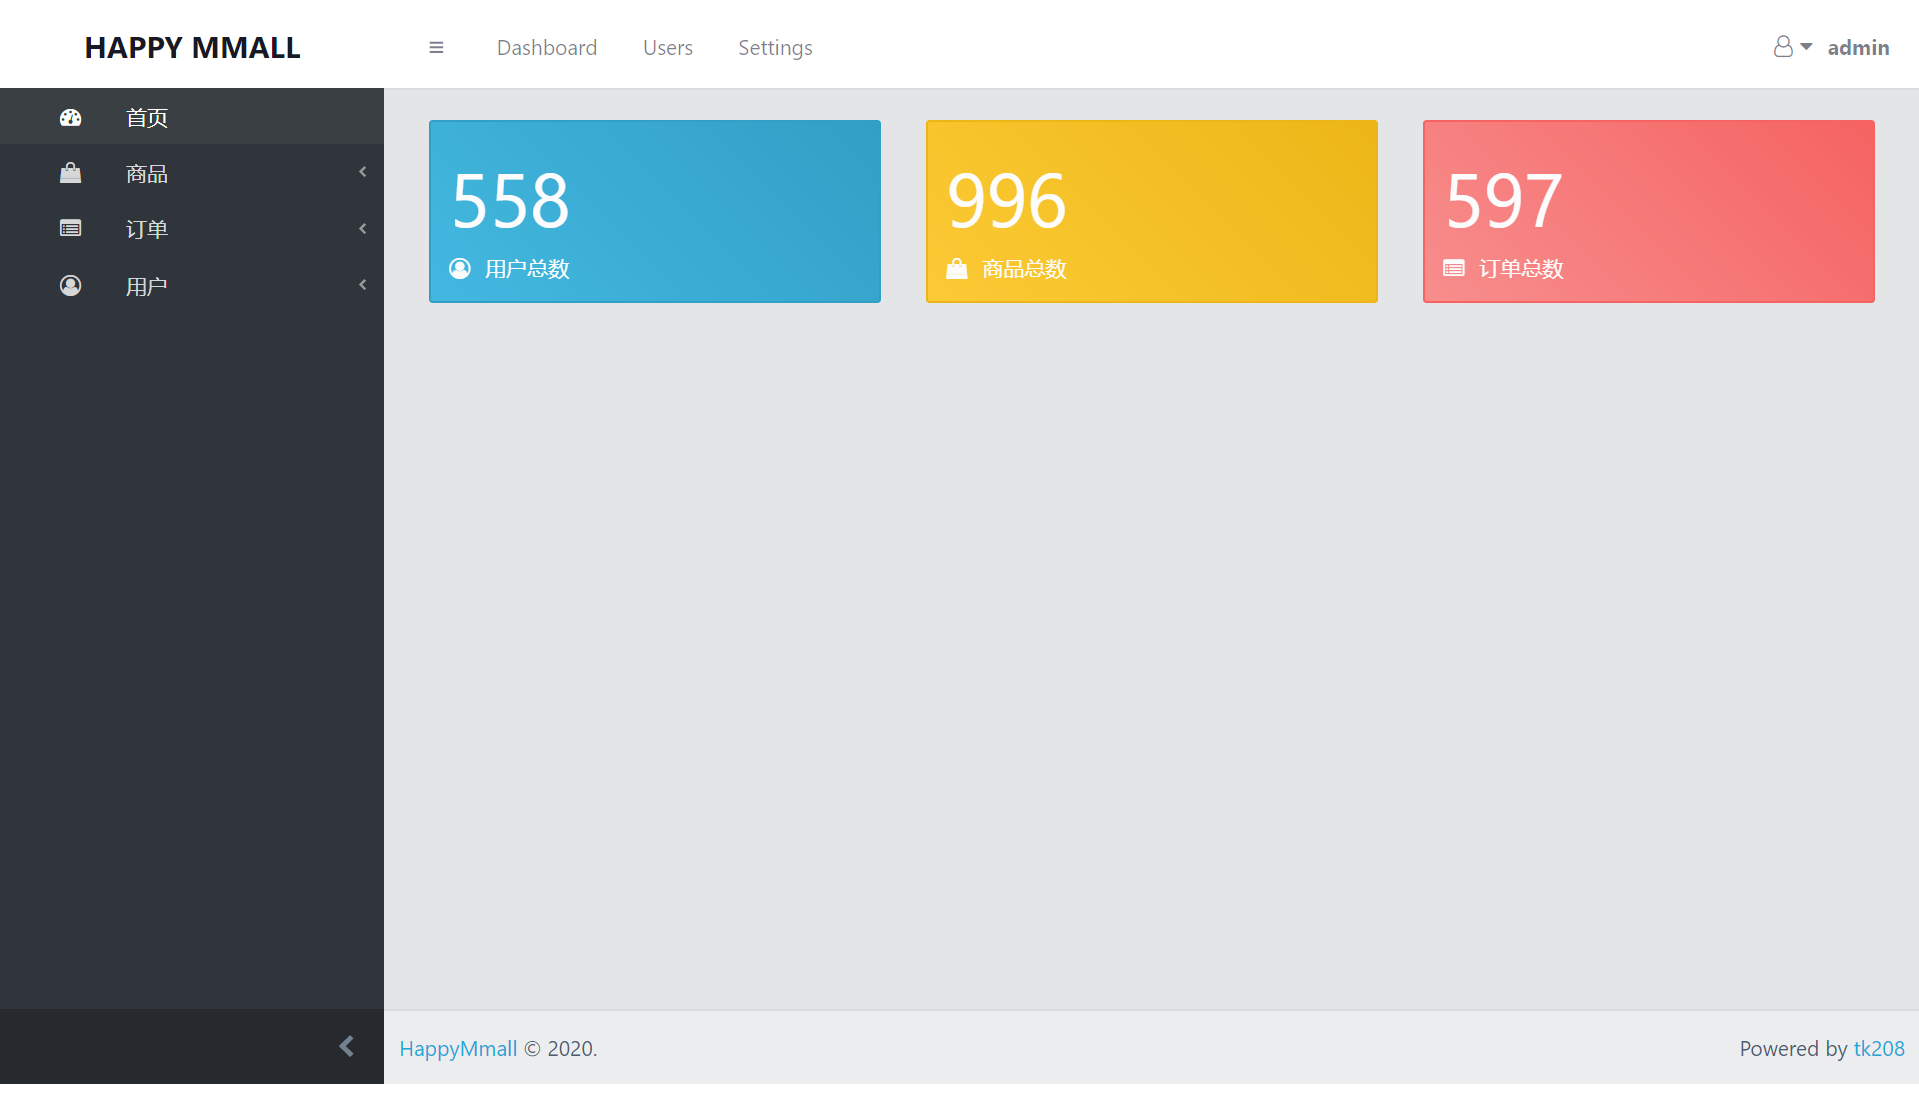 HAPPY MMALL
Dashboard Users Settings
admin
首页
商品
订单
用户
558
用户总数
996
商品总数
597
订单总数
HappyMmall © 2020.
Powered by tk208